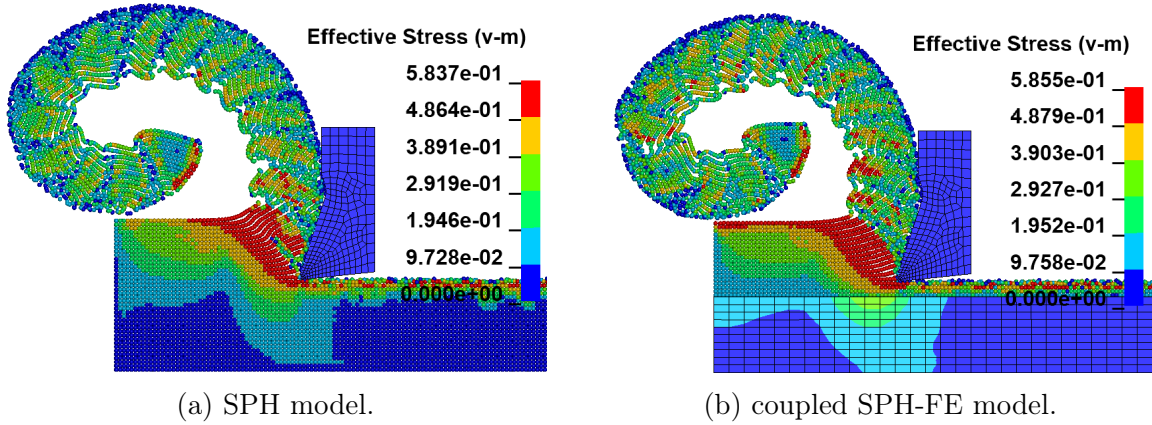 Effective Stress (v-m)
5.837e-01
4.864e-01
3.891e-01
2.919e-01
1.946e-01
9.728e-02
0.000e+00
(a) SPH model.
Effective Stress (v-m)
5.855e-01
4.879e-01
3.903e-01
2.927e-01
1.952e-01
9.758e-02
0.000e+00
(b) coupled SPH-FE model.